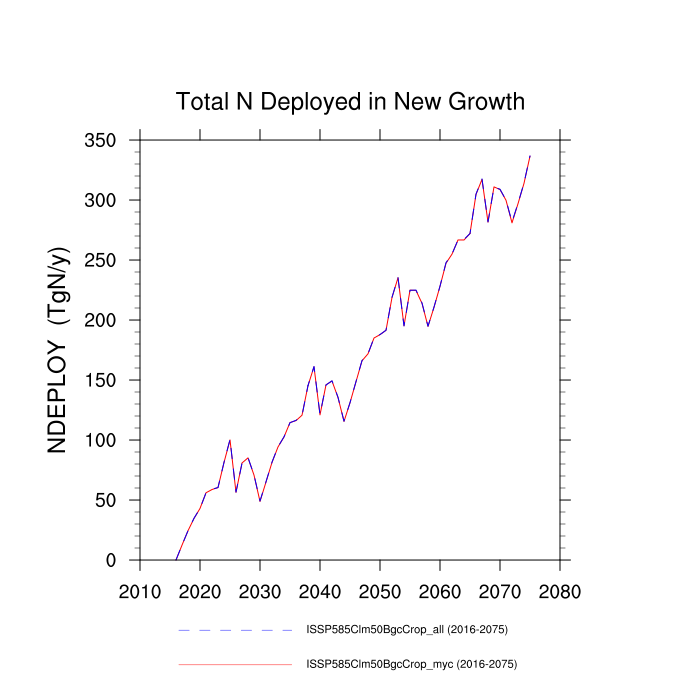 Total N Deployed in New Growth
NDEPLOY (TgN/y)
350
300
250
200
150
100
50
0
2010 2020 2030 2040 2050 2060 2070 2080
ISSP585Clm50BgcCrop_all (2016-2075)
ISSP585Clm50BgcCrop_myc (2016-2075)